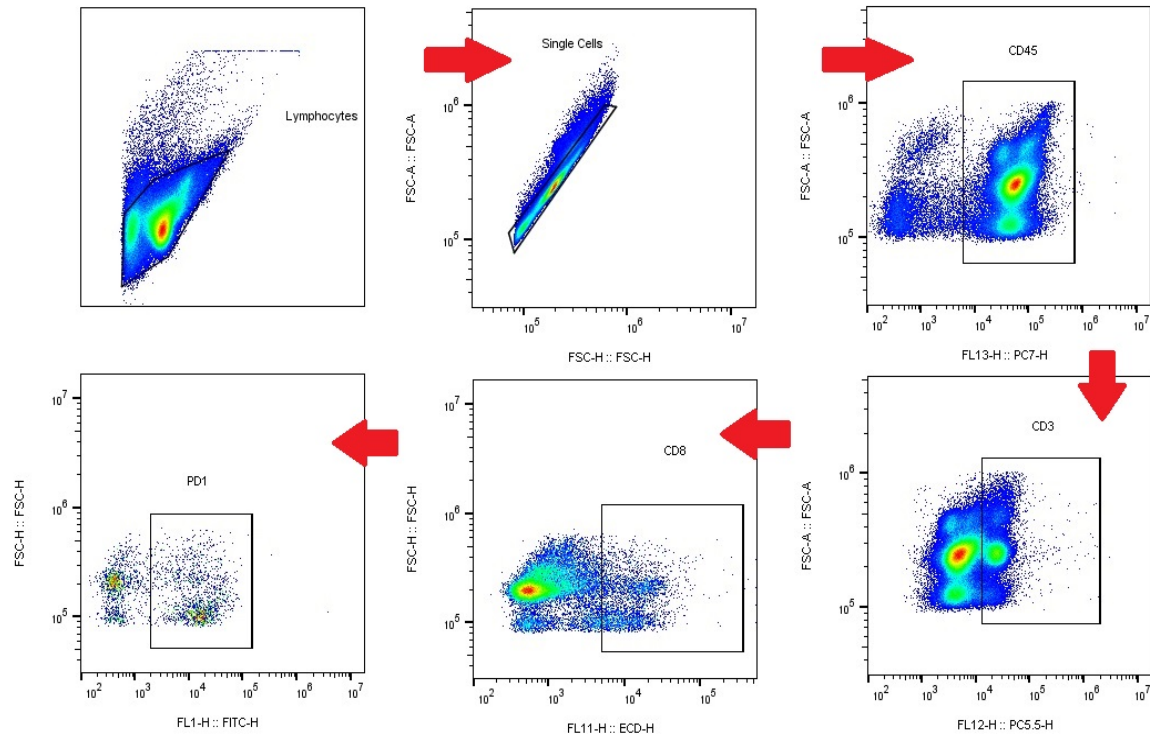 Lymphocytes
Single Cells
10⁶
10⁵
FSC-A :: FSC-A
10⁵ 10⁶ 10⁷
FSC-H :: FSC-H
CD45
10⁶
10⁵
FSC-A :: FSC-A
10² 10³ 10⁴ 10⁵ 10⁶ 10⁷
FL13-H :: PC7-H
PD1
10⁷
10⁶
10⁵
FSC-H :: FSC-H
10² 10³ 10⁴ 10⁵ 10⁶ 10⁷
FL1-H :: FITC-H
CD8
10⁷
10⁶
10⁵
FSC-H :: FSC-H
10² 10³ 10⁴ 10⁵
FL11-H :: ECD-H
CD3
10⁶
10⁵
FSC-A :: FSC-A
10² 10³ 10⁴ 10⁵ 10⁶ 10⁷
FL12-H :: PC5.5-H